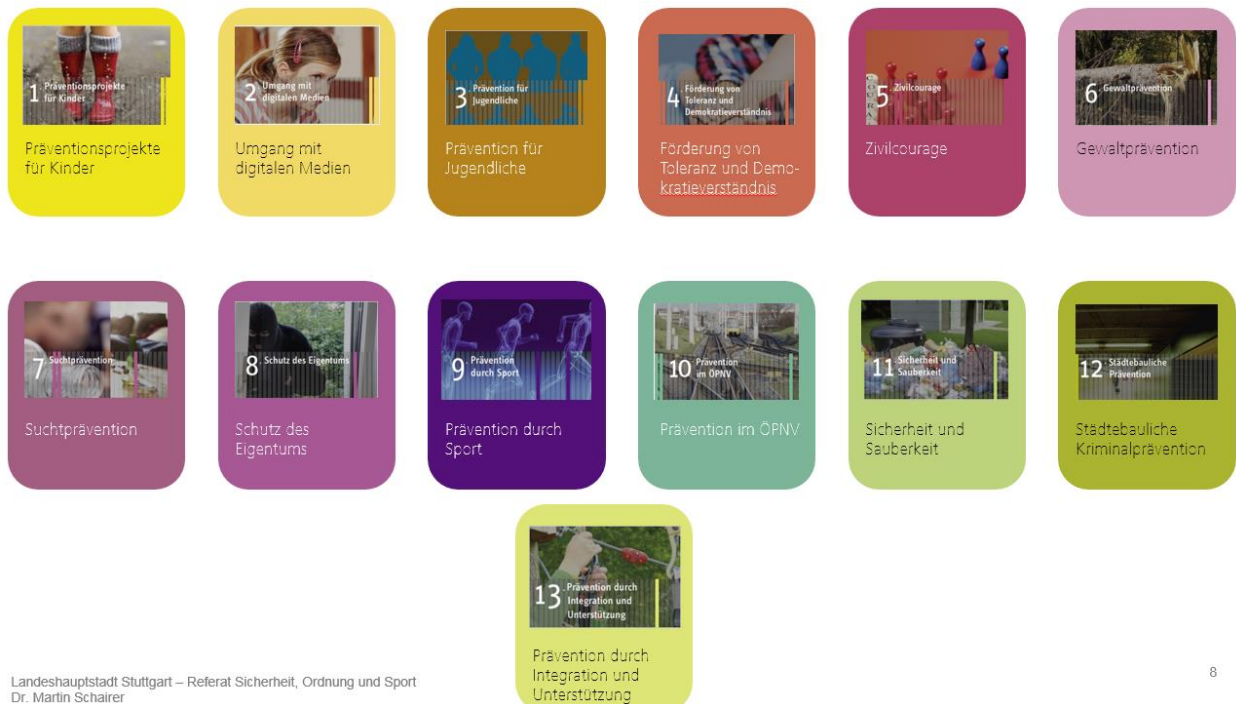 1. Präventionsprojekte
für Kinder
Präventionsprojekte
für Kinder
2. Umgang mit
digitalen Medien
Umgang mit
digitalen Medien
3. Prävention für
Jugendliche
Prävention für
Jugendliche
4. Förderung von
Toleranz und
Demokratieverständnis
Förderung von
Toleranz und Demo-
kratieverständnis
5. Zivilcourage
Zivilcourage
6. Gewaltprävention
Gewaltprävention
7. Suchtprävention
Suchtprävention
8. Schutz des Eigentums
Schutz des
Eigentums
9. Prävention
durch Sport
Prävention durch
Sport
10. Prävention
im ÖPNV
Prävention im ÖPNV
11. Sicherheit und
Sauberkeit
Sicherheit und
Sauberkeit
12. Städtebauliche
Prävention
Städtebauliche
Kriminalprävention
13. Prävention durch
Integration und
Unterstützung
Prävention durch
Integration und
Unterstützung
Landeshauptstadt Stuttgart – Referat Sicherheit, Ordnung und Sport
Dr. Martin Schairer
8